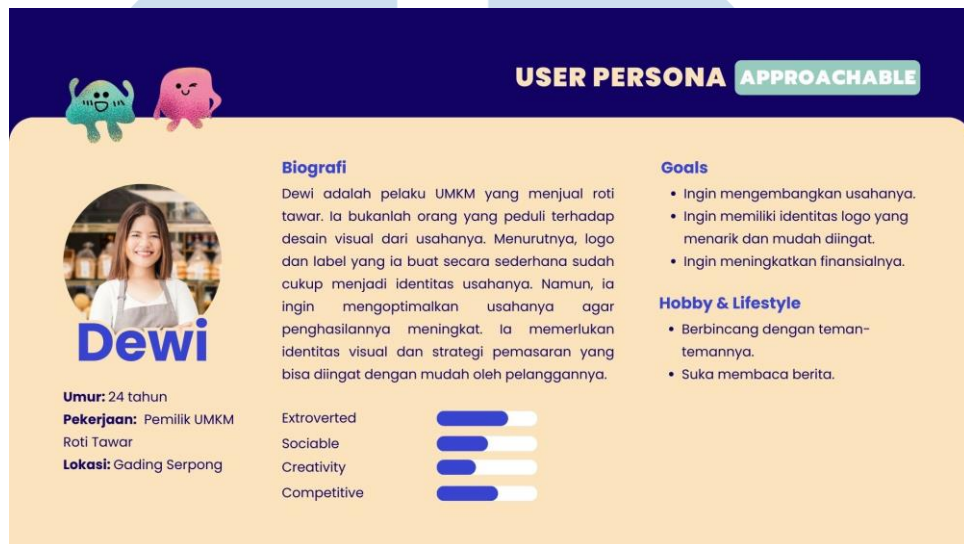 USER PERSONA APPROACHABLE
Dewi
Umur: 24 tahun
Pekerjaan: Pemilik UMKM
Roti Tawar
Lokasi: Gading Serpong
Biografi
Dewi adalah pelaku UMKM yang menjual roti
tawar. Ia bukanlah orang yang peduli terhadap
desain visual dari usahanya. Menurutnya, logo
dan label yang ia buat secara sederhana sudah
cukup menjadi identitas usahanya. Namun, ia
ingin mengoptimalkan usahanya agar
penghasilannya meningkat. Ia memerlukan
identitas visual dan strategi pemasaran yang
bisa diingat dengan mudah oleh pelanggannya.
Extroverted
Sociable
Creativity
Competitive
Goals
• Ingin mengembangkan usahanya.
• Ingin memiliki identitas logo yang
menarik dan mudah diingat.
• Ingin meningkatkan finansialnya.
Hobby & Lifestyle
• Berbincang dengan teman-
temannya.
• Suka membaca berita.